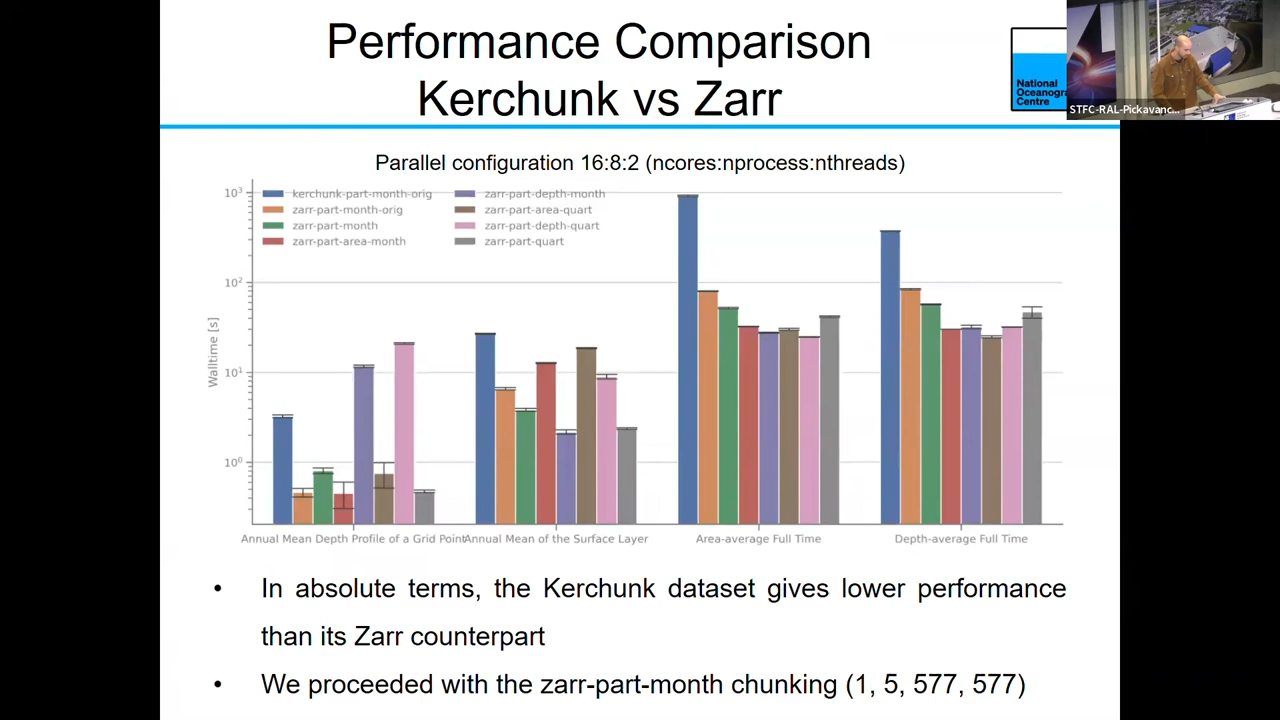 Performance Comparison
Kerchunk vs Zarr
National
Oceanogr
Centre
STFC-RAL-Pickavanc...
Parallel configuration 16:8:2 (ncores:nprocess:nthreads)
kerchunk-part-month-orig
zarr-part-month-orig
zarr-part-month
zarr-part-area-month
zarr-part-depth-month
zarr-part-area-quart
zarr-part-depth-quart
zarr-part-quart
Walltime [s]
10³
10²
10¹
10⁰
Annual Mean Depth Profile of a Grid Point
Annual Mean of the Surface Layer
Area-average Full Time
Depth-average Full Time
• In absolute terms, the Kerchunk dataset gives lower performance
than its Zarr counterpart
• We proceeded with the zarr-part-month chunking (1, 5, 577, 577)